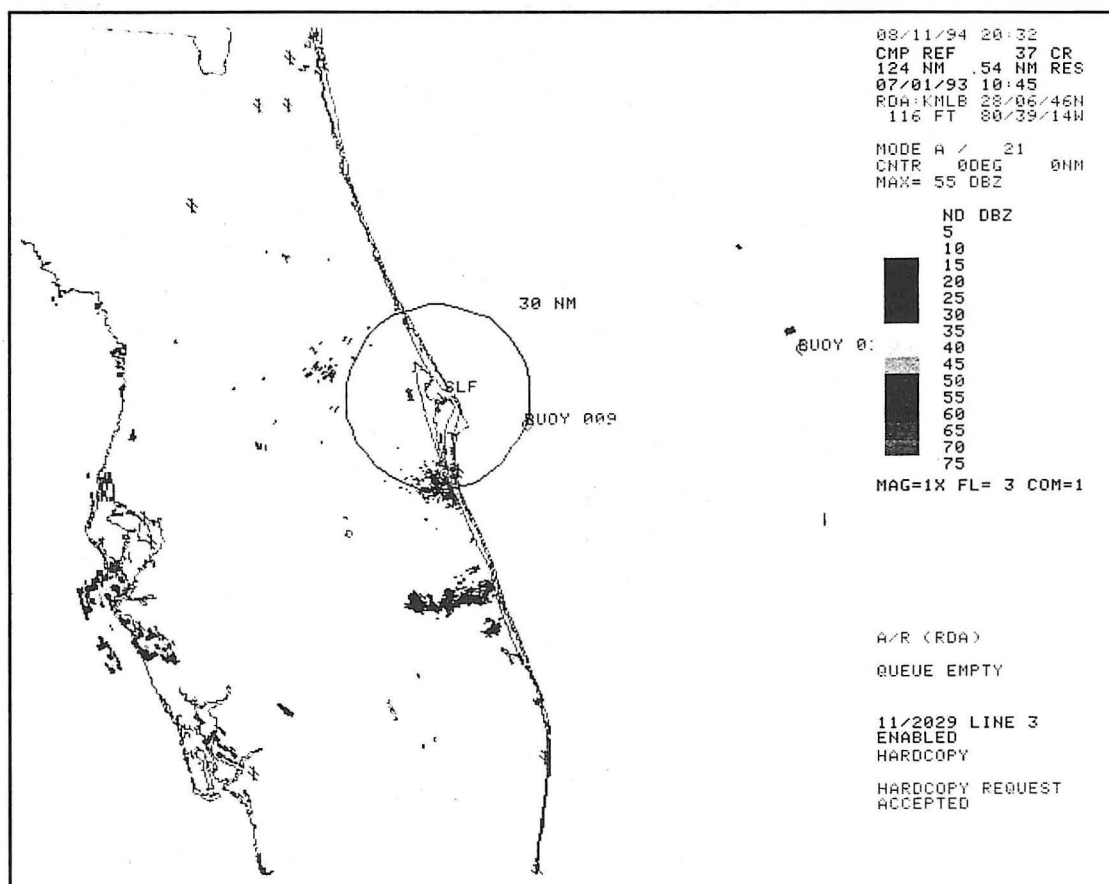 08/11/94 20:32
CMP REF 37 CR
124 NM .54 NM RES
07/01/93 10:45
RDA:KMLB 28/06/46N
116 FT 80/39/14W
MODE A / 21
CNTR 0DEG 0NM
MAX= 55 DBZ
ND DBZ
5
10
15
20
25
30
35
40
45
50
55
60
65
70
75
MAG=1X FL= 3 COM=1
30 NM
BUOY 0:
SLF
BUOY 009
A/R (RDA)
QUEUE EMPTY
11/2029 LINE 3
ENABLED
HARDCOPY
HARDCOPY REQUEST
ACCEPTED